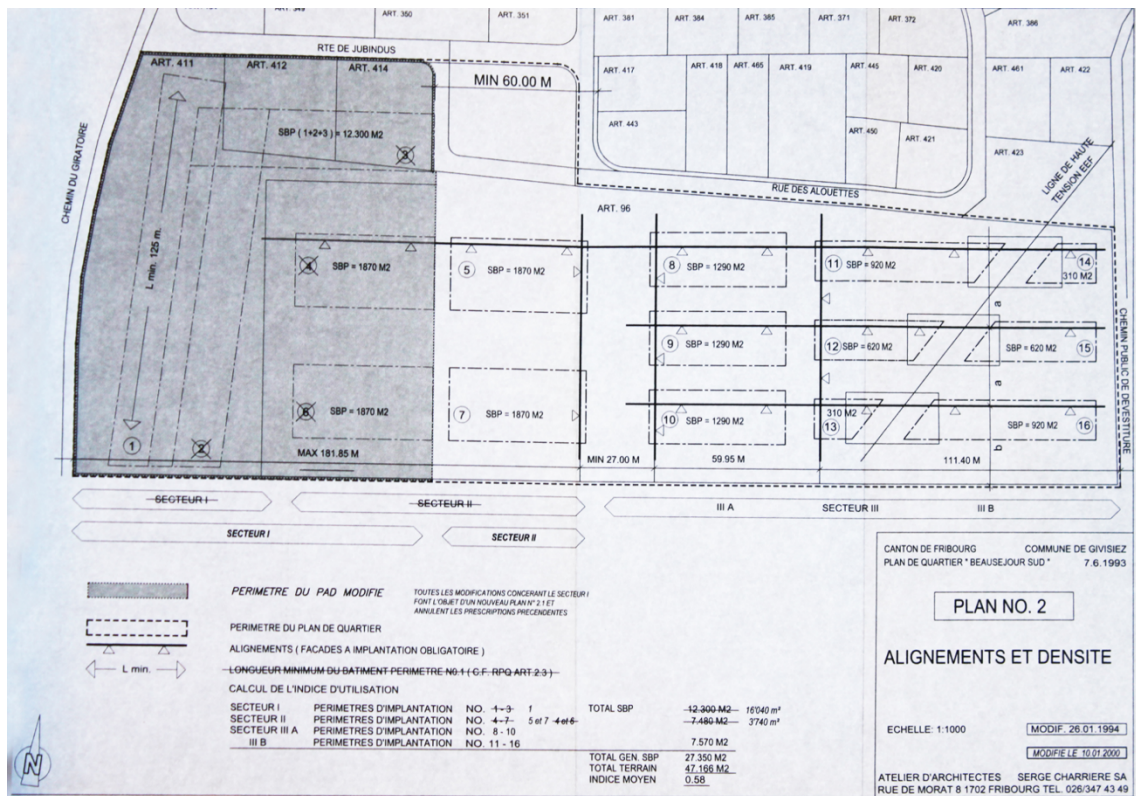 ART. 349
ART. 350
ART. 351
ART. 381
ART. 384
ART. 385
ART. 371
ART. 372
ART. 386
RTE DE JUBINDUS
ART. 411
ART. 412
ART. 414
MIN 60.00 M
ART. 417
ART. 418
ART. 465
ART. 419
ART. 445
ART. 420
ART. 461
ART. 422
ART. 443
ART. 450
ART. 421
ART. 423
SBP ( 1+2+3 ) = 12.300 M2
3
CHEMIN DU GIRATOIRE
L min. 125 m.
RUE DES ALOUETTES
LIGNE DE HAUTE
TENSION EEF
ART. 96
4 SBP = 1870 M2
5 SBP = 1870 M2
8 SBP = 1290 M2
11 SBP = 920 M2
14
310 M2
a
9 SBP = 1290 M2
12 SBP = 620 M2
SBP = 620 M2 15
a
CHEMIN PUBLIC DE DEVESTITURE
6 SBP = 1870 M2
7 SBP = 1870 M2
10 SBP = 1290 M2
310 M2
13
SBP = 920 M2 16
b
1
2
MAX 181.85 M
MIN 27.00 M
59.95 M
111.40 M
SECTEUR I
SECTEUR II
III A
SECTEUR III
III B
SECTEUR I
SECTEUR II
PERIMETRE DU PAD MODIFIE
TOUTES LES MODIFICATIONS CONCERNANT LE SECTEUR I
FONT L'OBJET D'UN NOUVEAU PLAN N° 2.1 ET
ANNULENT LES PRESCRIPTIONS PRECEDENTES
PERIMETRE DU PLAN DE QUARTIER
ALIGNEMENTS ( FACADES A IMPLANTATION OBLIGATOIRE )
L min.
LONGUEUR MINIMUM DU BATIMENT PERIMETRE N0.1 ( C.F. RPQ ART.2.3 )
CALCUL DE L'INDICE D'UTILISATION
SECTEUR I PERIMETRES D'IMPLANTATION NO. 1-3 1 TOTAL SBP 12.300 M2 16'040 m²
SECTEUR II PERIMETRES D'IMPLANTATION NO. 4-7 5 et 7 4 et 6 7.480 M2 3'740 m²
SECTEUR III A PERIMETRES D'IMPLANTATION NO. 8 - 10
III B PERIMETRES D'IMPLANTATION NO. 11 - 16 7.570 M2
TOTAL GEN. SBP 27.350 M2
TOTAL TERRAIN 47.166 M2
INDICE MOYEN 0.58
N
CANTON DE FRIBOURG COMMUNE DE GIVISIEZ
PLAN DE QUARTIER " BEAUSEJOUR SUD " 7.6.1993
PLAN NO. 2
ALIGNEMENTS ET DENSITE
ECHELLE: 1:1000
MODIF. 26.01.1994
MODIFIE LE 10.01.2000
ATELIER D'ARCHITECTES SERGE CHARRIERE SA
RUE DE MORAT 8 1702 FRIBOURG TEL. 026/347 43 49